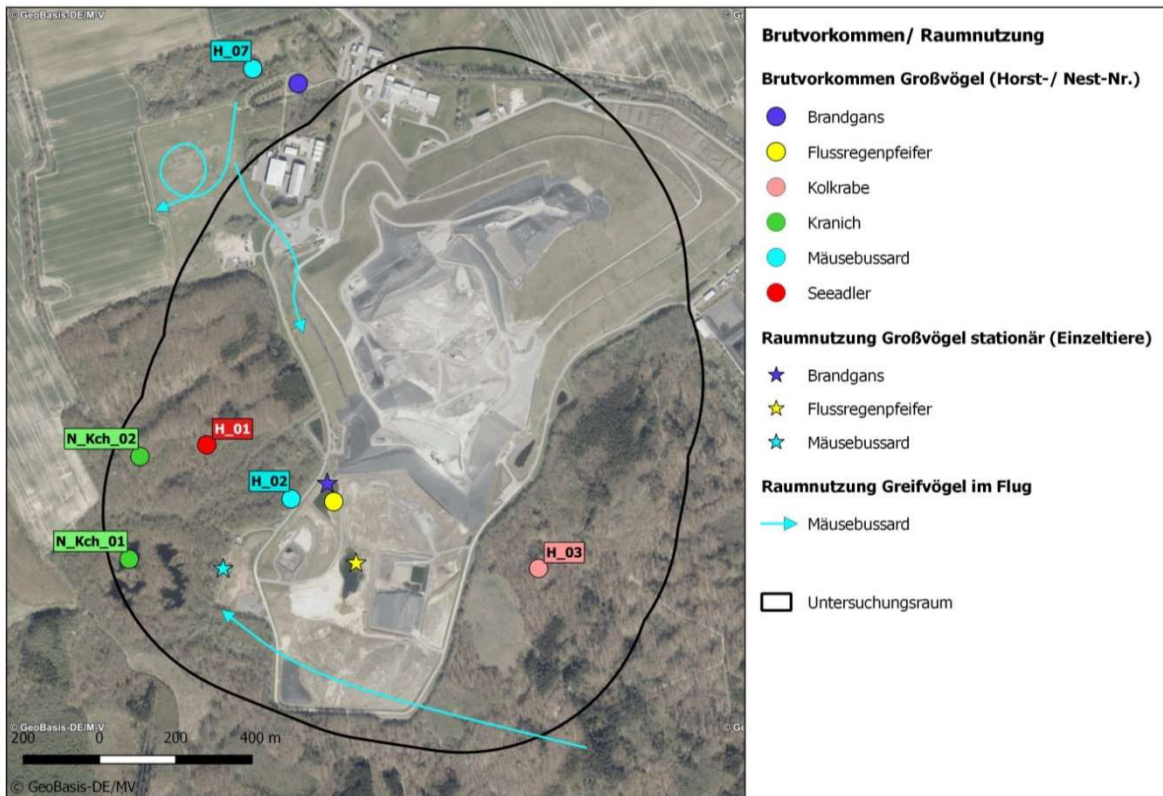 © GeoBasis-DE/M-V
H_07
N_Kch_02
H_01
H_02
N_Kch_01
H_03
© GeoBasis-DE/M-V
© GeoBasis-DE/M-V
200 0 200 400 m
© GeoBasis-DE/MV
Brutvorkommen/ Raumnutzung
Brutvorkommen Großvögel (Horst-/ Nest-Nr.)
Brandgans
Flussregenpfeifer
Kolkrabe
Kranich
Mäusebussard
Seeadler
Raumnutzung Großvögel stationär (Einzeltiere)
Brandgans
Flussregenpfeifer
Mäusebussard
Raumnutzung Greifvögel im Flug
Mäusebussard
Untersuchungsraum